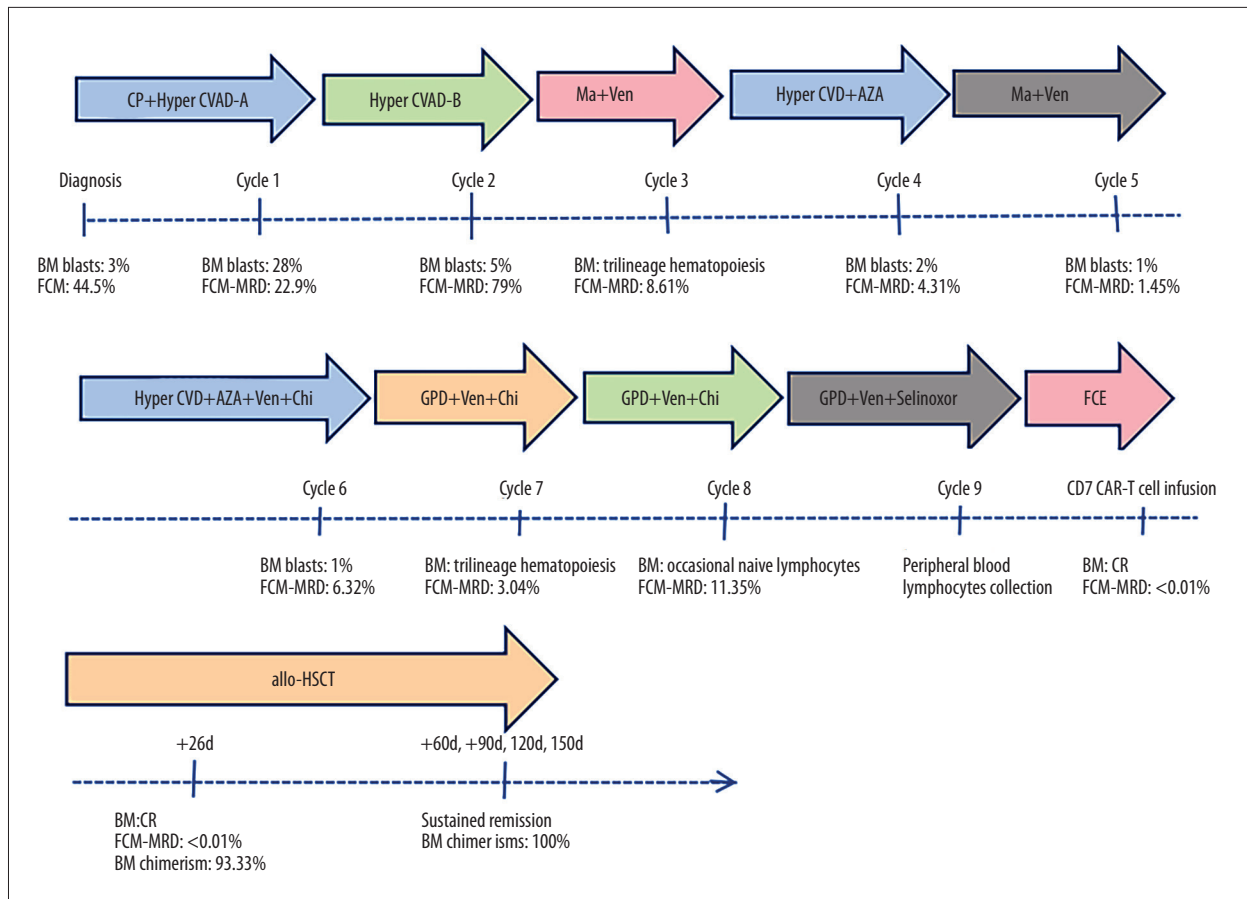 CP+Hyper CVAD-A
Hyper CVAD-B
Ma+Ven
Hyper CVD+AZA
Ma+Ven
Diagnosis
Cycle 1
Cycle 2
Cycle 3
Cycle 4
Cycle 5
BM blasts: 3%
FCM: 44.5%
BM blasts: 28%
FCM-MRD: 22.9%
BM blasts: 5%
FCM-MRD: 79%
BM: trilineage hematopoiesis
FCM-MRD: 8.61%
BM blasts: 2%
FCM-MRD: 4.31%
BM blasts: 1%
FCM-MRD: 1.45%
Hyper CVD+AZA+Ven+Chi
GPD+Ven+Chi
GPD+Ven+Chi
GPD+Ven+Selinoxor
FCE
Cycle 6
Cycle 7
Cycle 8
Cycle 9
CD7 CAR-T cell infusion
BM blasts: 1%
FCM-MRD: 6.32%
BM: trilineage hematopoiesis
FCM-MRD: 3.04%
BM: occasional naive lymphocytes
FCM-MRD: 11.35%
Peripheral blood
lymphocytes collection
BM: CR
FCM-MRD: <0.01%
allo-HSCT
+26d
+60d, +90d, 120d, 150d
BM:CR
FCM-MRD: <0.01%
BM chimerism: 93.33%
Sustained remission
BM chimer isms: 100%